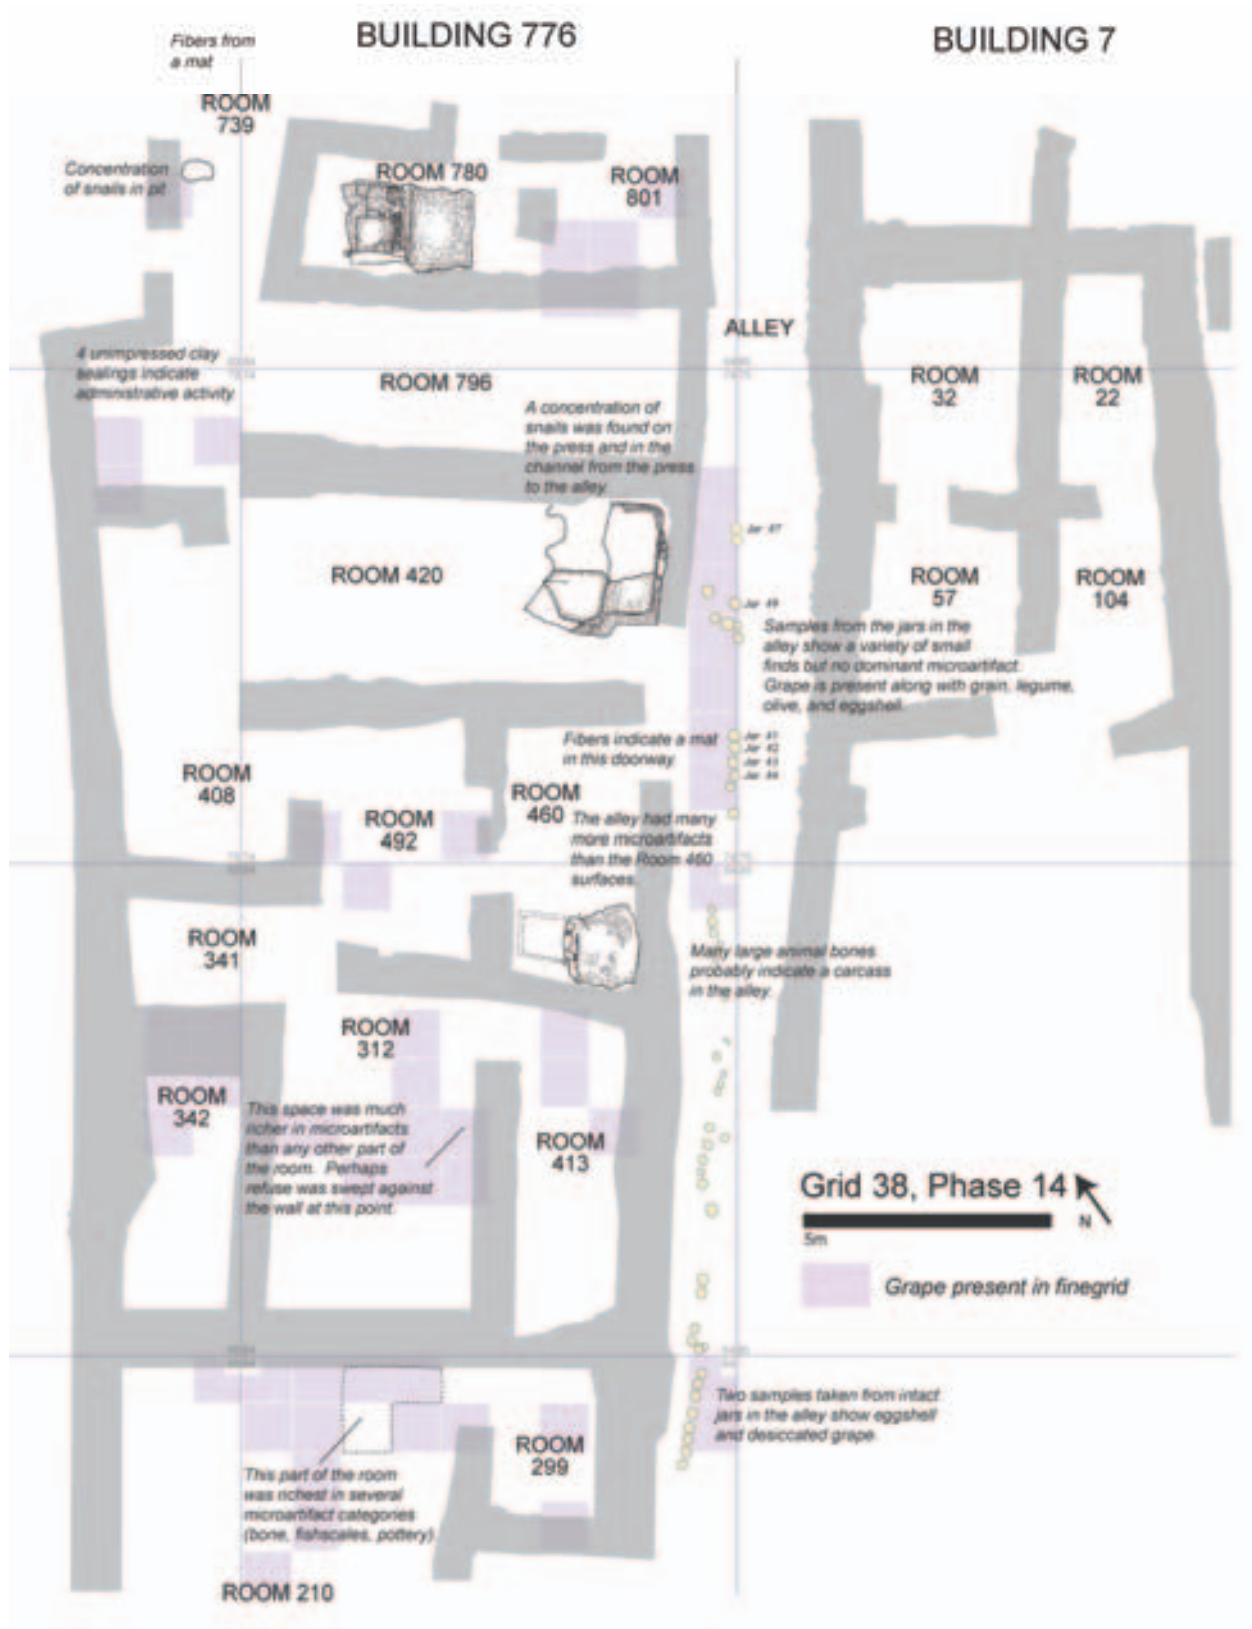 BUILDING 776
BUILDING 7
Fibers from
a mat
ROOM
739
Concentration
of snails in pit
ROOM 780
ROOM
801
ALLEY
4 unimpressed clay
sealings indicate
administrative activity
ROOM 796
ROOM
32
ROOM
22
A concentration of
snails was found on
the press and in the
channel from the press
to the alley.
Jar 47
ROOM 420
ROOM
57
ROOM
104
Jar 49
Samples from the jars in the
alley show a variety of small
finds but no dominant microartifact.
Grape is present along with grain, legume,
olive, and eggshell.
Fibers indicate a mat
in this doorway.
Jar 41
Jar 42
Jar 43
Jar 44
ROOM
408
ROOM
492
ROOM
460
The alley had many
more microartifacts
than the Room 460
surfaces.
ROOM
341
Many large animal bones
probably indicate a carcass
in the alley.
ROOM
312
ROOM
342
This space was much
richer in microartifacts
than any other part of
the room. Perhaps
refuse was swept against
the wall at this point.
ROOM
413
Grid 38, Phase 14
N
5m
Grape present in finegrid
Two samples taken from intact
jars in the alley show eggshell
and desiccated grape.
ROOM
299
This part of the room
was richest in several
microartifact categories
(bone, fishscales, pottery).
ROOM 210